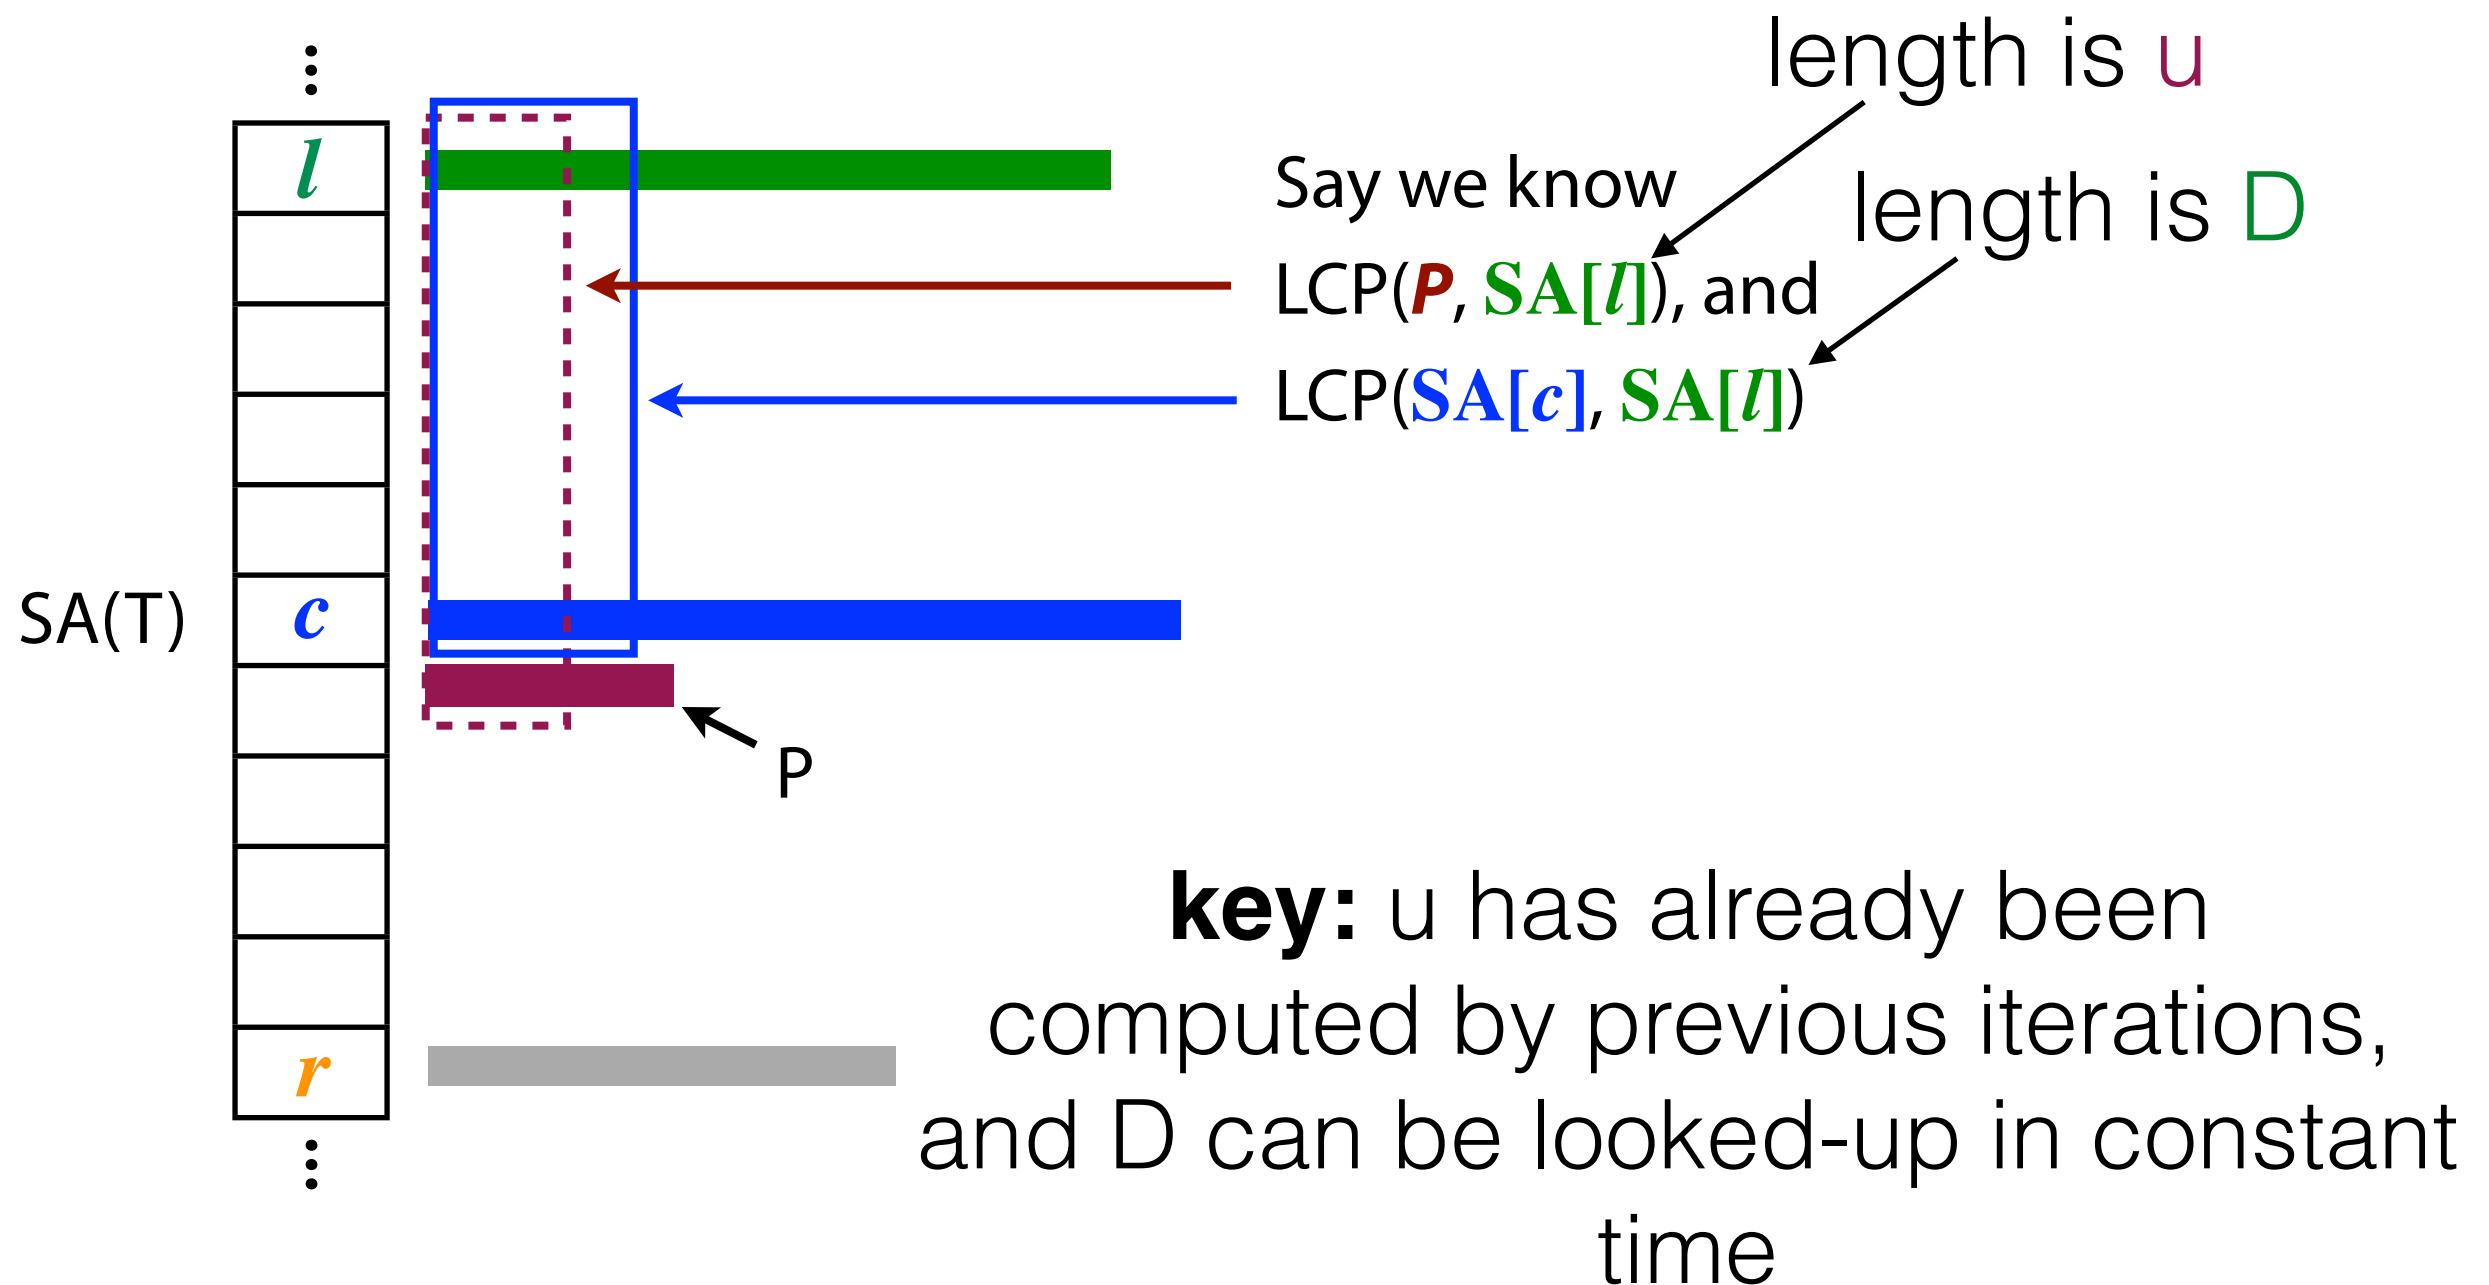 length is u
Say we know
length is D
LCP(P, SA[l]), and
LCP(SA[c], SA[l])
l
SA(T)
c
P
r
key: u has already been
computed by previous iterations,
and D can be looked-up in constant
time